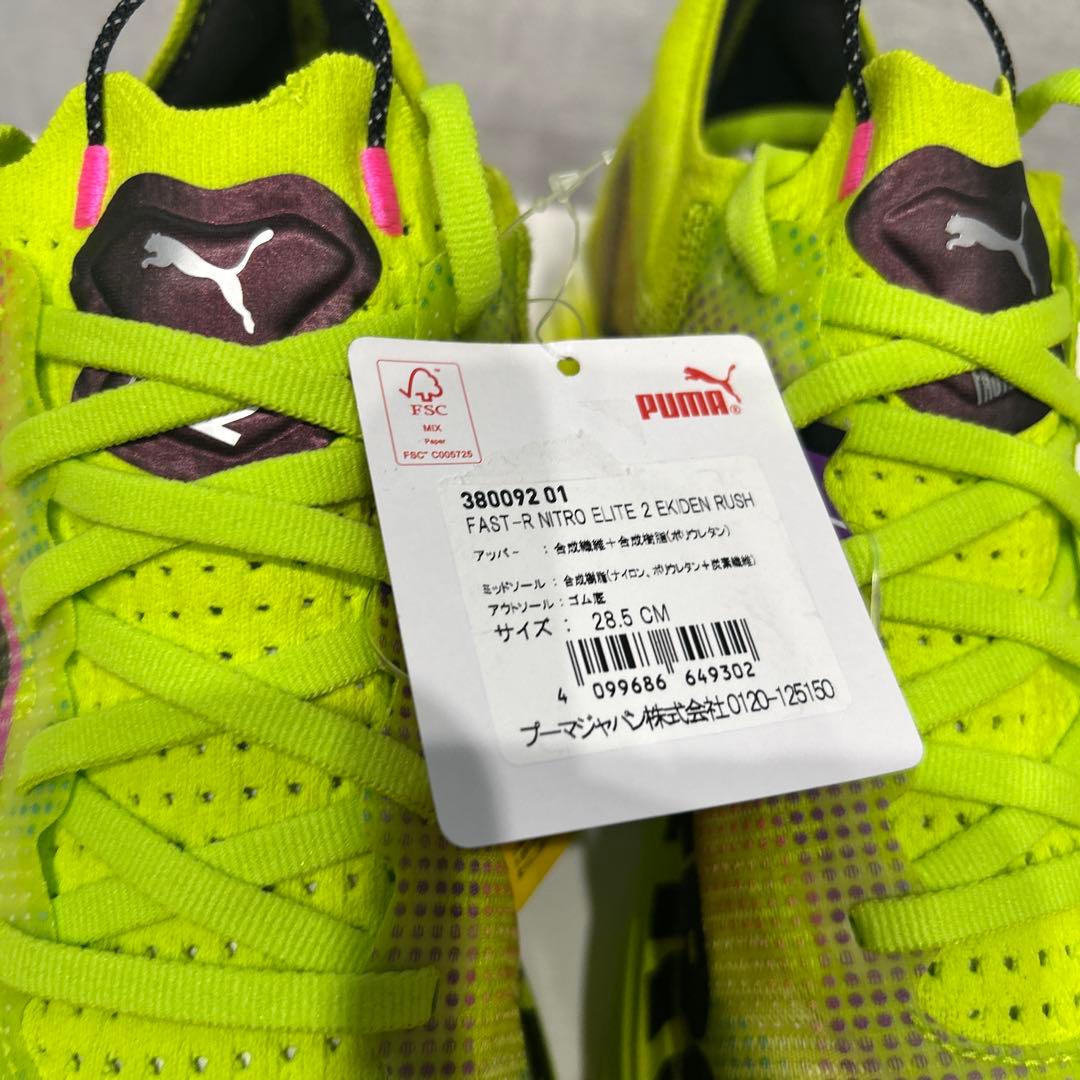 FSC
MIX
Paper
FSC™ C005725
PUMA®
380092 01
FAST-R NITRO ELITE 2 EKIDEN RUSH
アッパー : 合成繊維+合成樹脂(ポリウレタン)
ミッドソール : 合成樹脂(ナイロン、ポリウレタン+炭素繊維)
アウトソール : ゴム底
サイズ : 28.5 CM
4 099686 649302
プーマジャパン株式会社 0120-125150